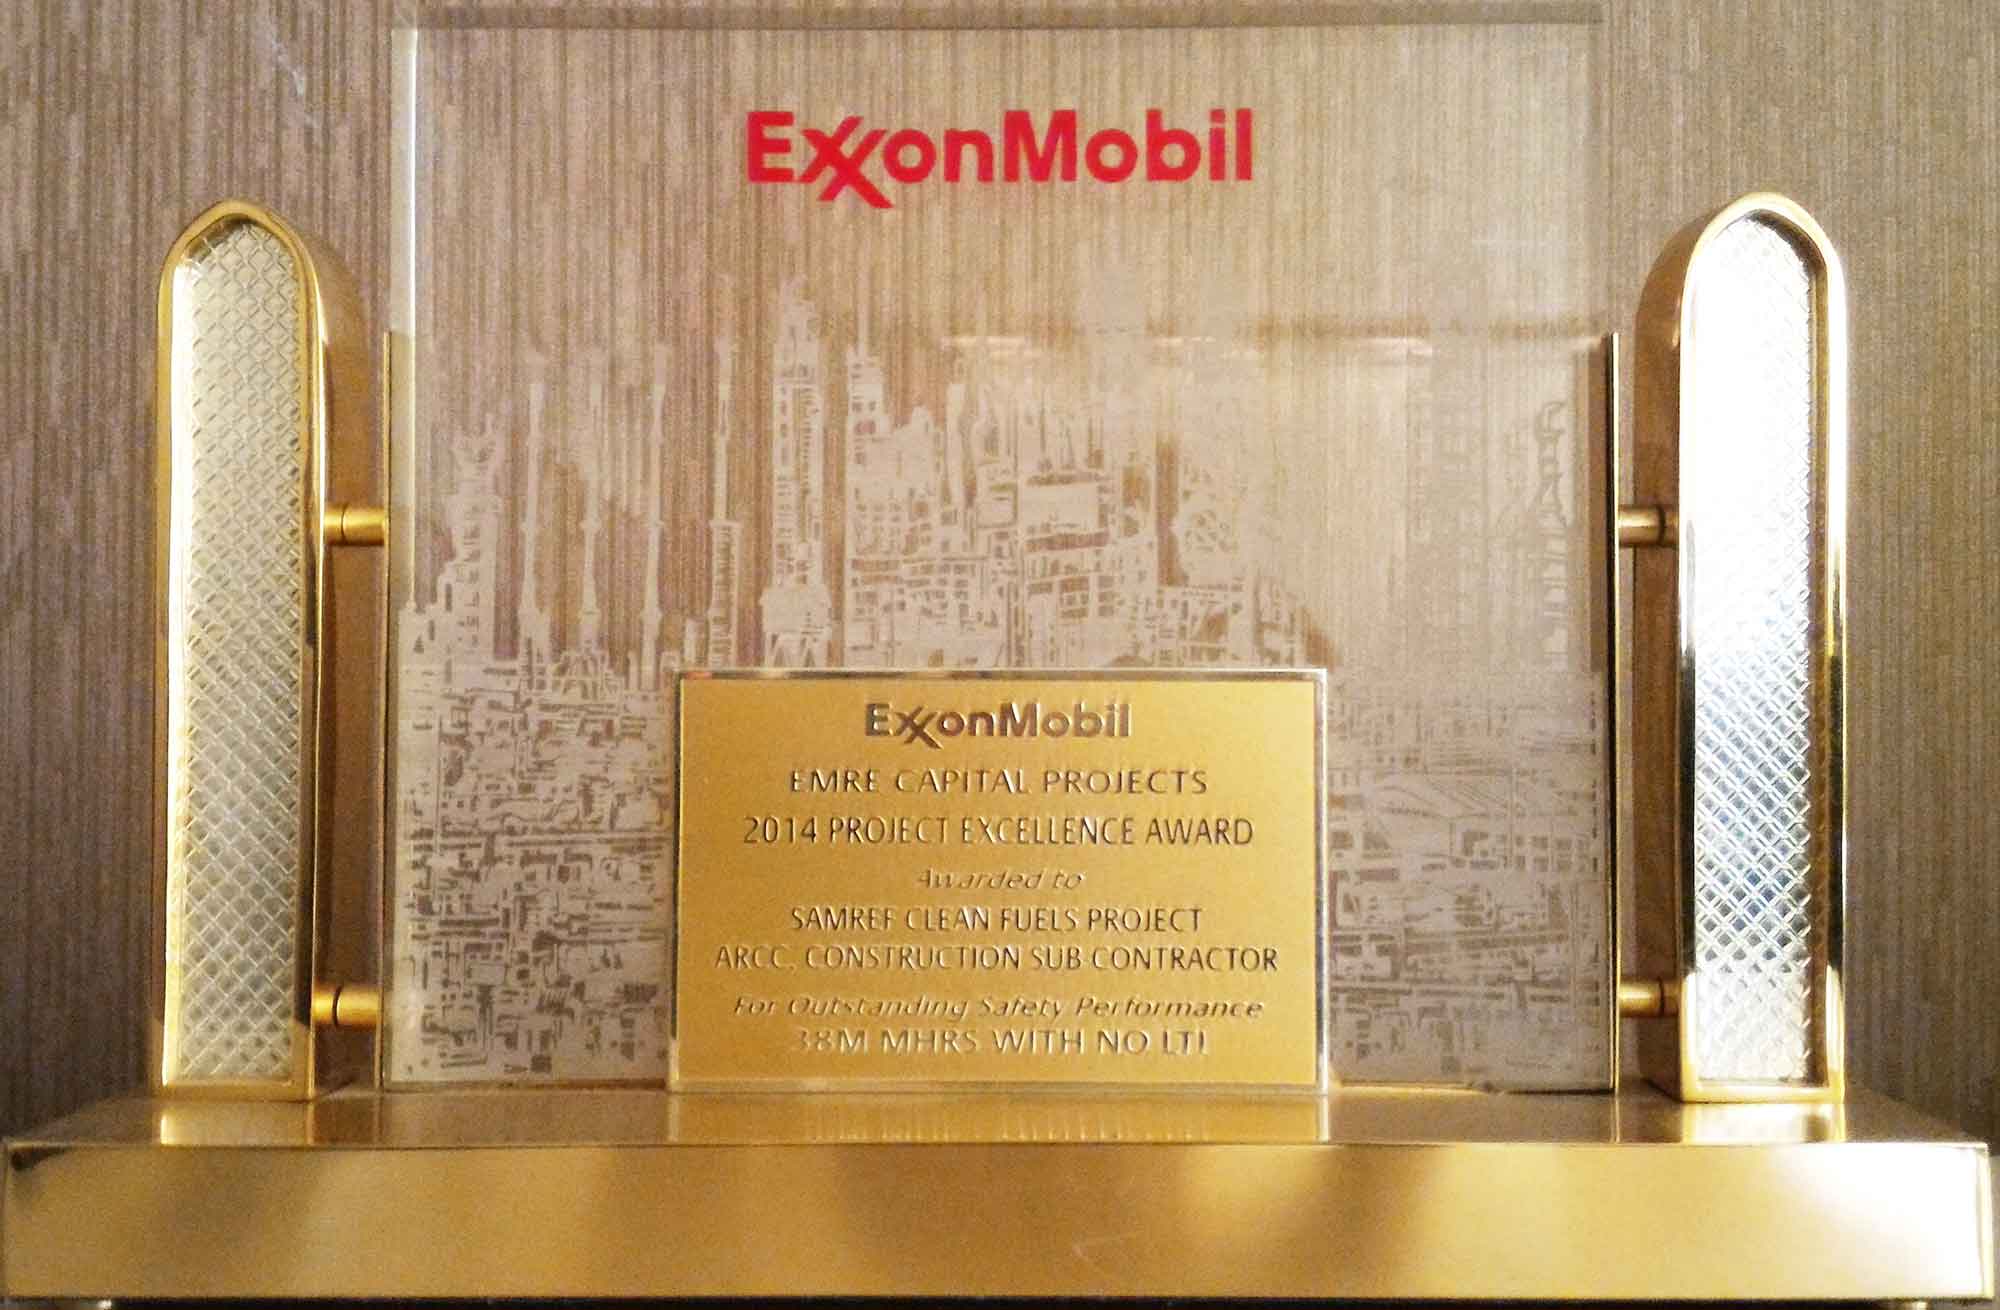 ExxonMobil
ExxonMobil
EMRE CAPITAL PROJECTS
2014 PROJECT EXCELLENCE AWARD
Awarded to
SAMREF CLEAN FUELS PROJECT
ARCC, CONSTRUCTION SUB CONTRACTOR
For Outstanding Safety Performance
38M MHRS WITH NO LTI